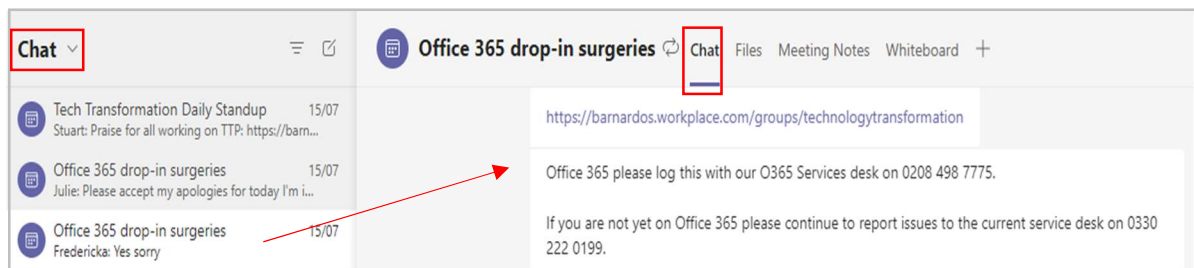 Chat
Tech Transformation Daily Standup 15/07
Stuart: Praise for all working on TTP: https://barn...
Office 365 drop-in surgeries 15/07
Julie: Please accept my apologies for today I'm i...
Office 365 drop-in surgeries 15/07
Fredericka: Yes sorry
Office 365 drop-in surgeries Chat Files Meeting Notes Whiteboard
https://barnardos.workplace.com/groups/technologytransformation
Office 365 please log this with our O365 Services desk on 0208 498 7775.
If you are not yet on Office 365 please continue to report issues to the current service desk on 0330
222 0199.